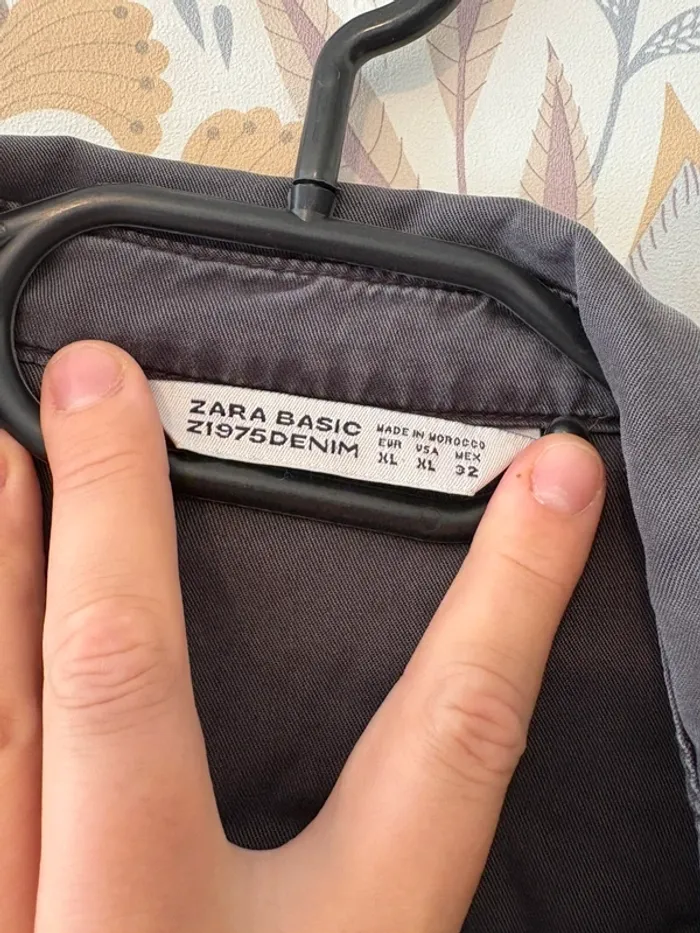 ZARA BASIC
Z1975DENIM
MADE IN MOROCCO
EUR USA MEX
XL XL 32